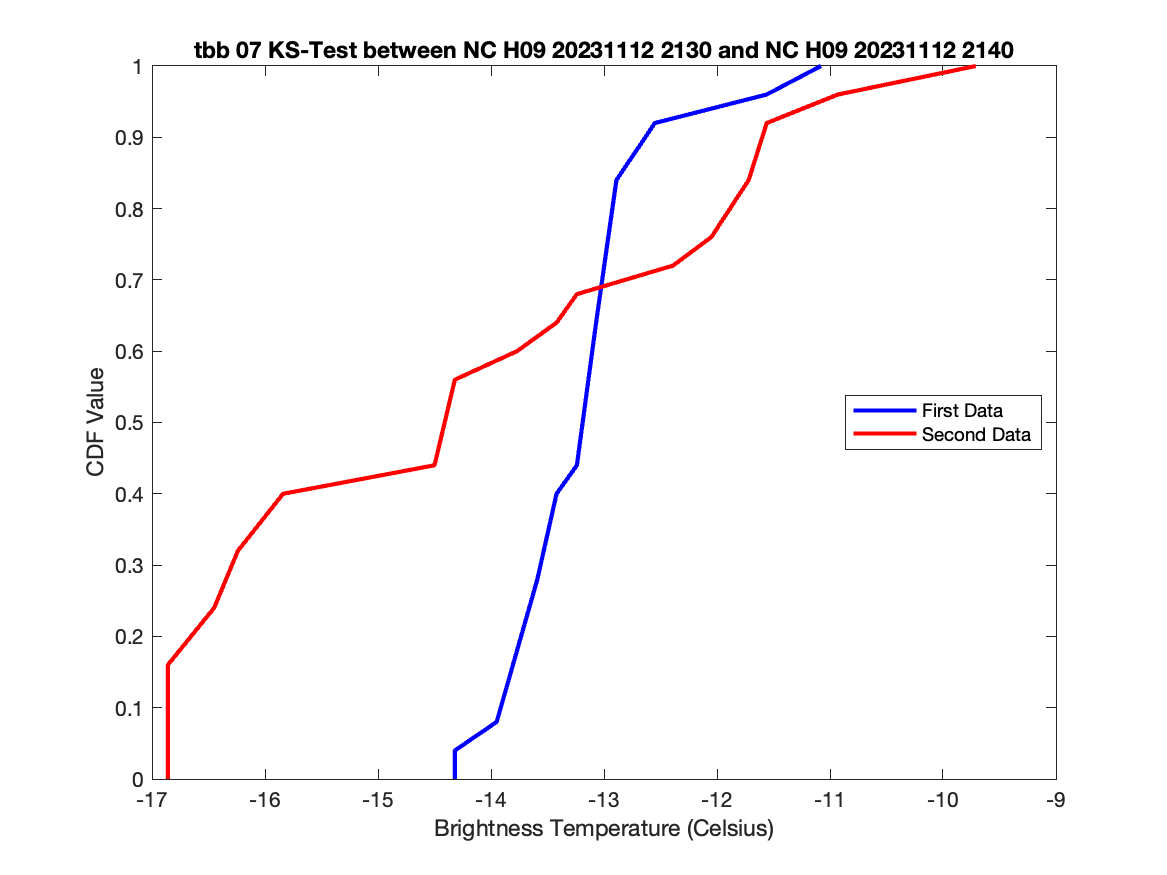 tbb 07 KS-Test between NC H09 20231112 2130 and NC H09 20231112 2140
1
0.9
0.8
0.7
0.6
0.5
0.4
0.3
0.2
0.1
0
CDF Value
First Data
Second Data
-17 -16 -15 -14 -13 -12 -11 -10 -9
Brightness Temperature (Celsius)